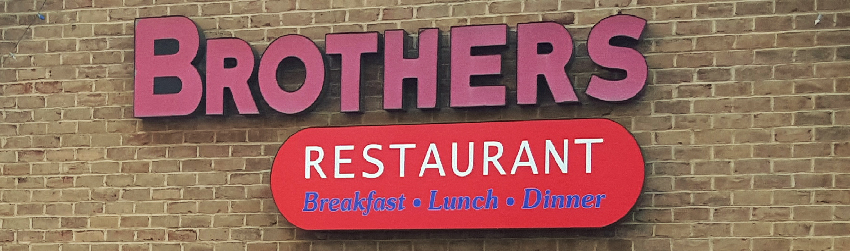 BROTHERS
RESTAURANT
Breakfast • Lunch • Dinner